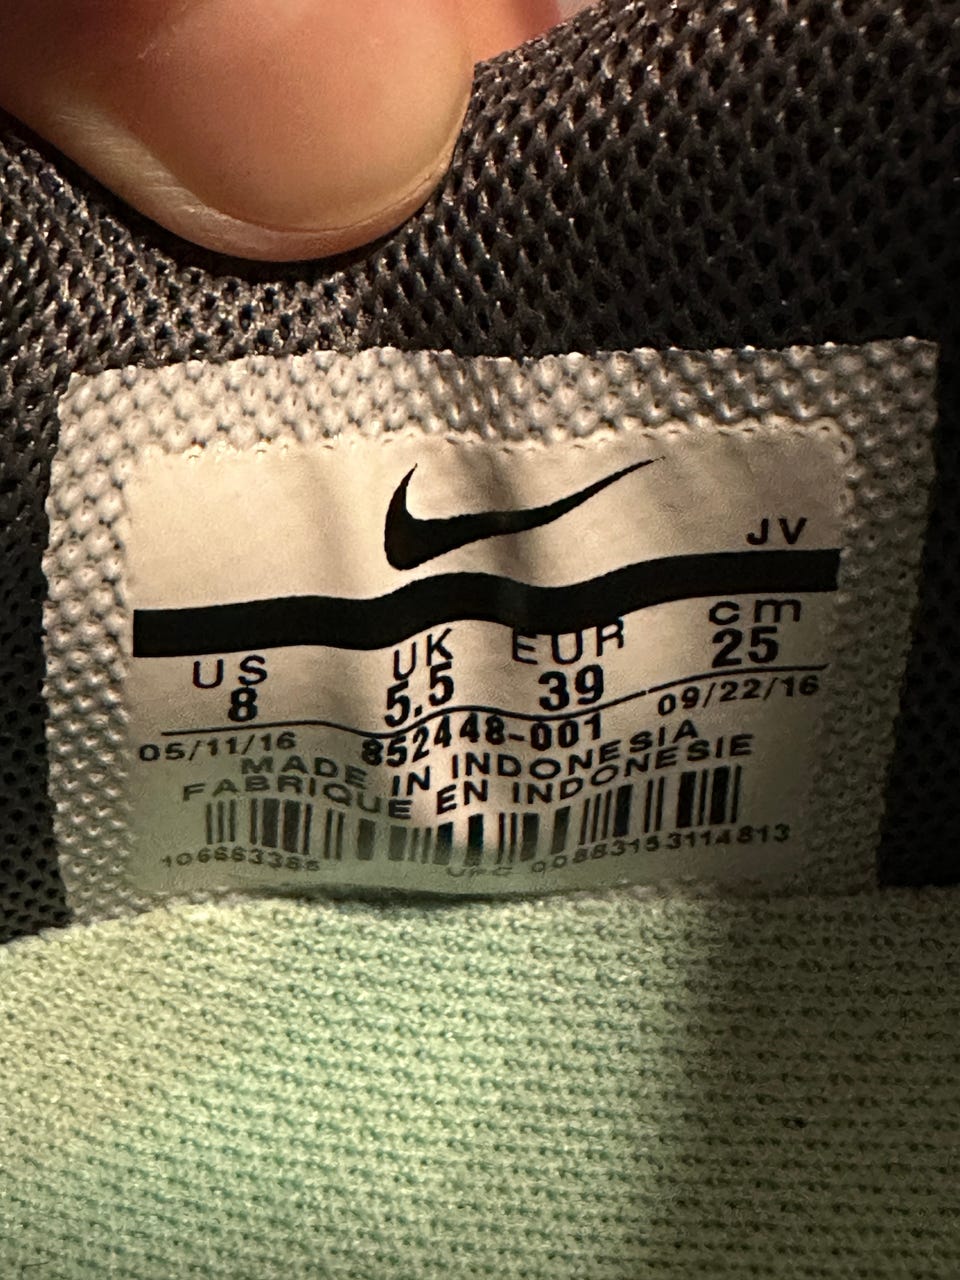 JV
US UK EUR cm
8 5.5 39 25
05/11/16 852448-001 09/22/16
MADE IN INDONESIA
FABRIQUE EN INDONESIE
106663368 UPC 00883153114813